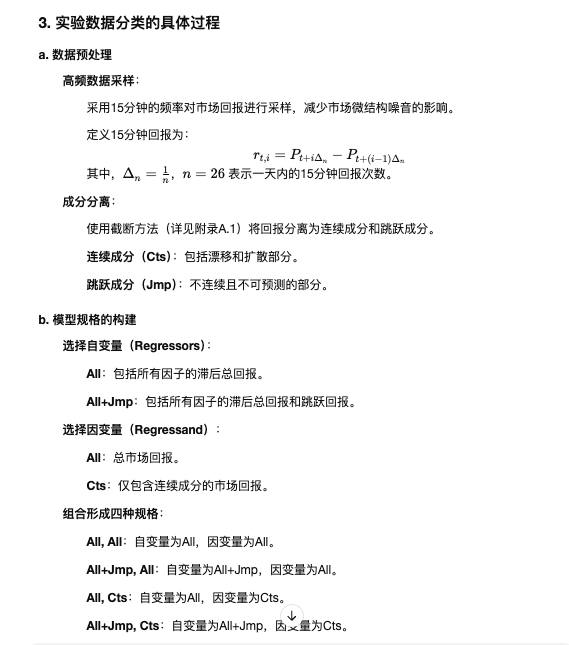 3. 实验数据分类的具体过程
a. 数据预处理
高频数据采样：
采用15分钟的频率对市场回报进行采样，减少市场微结构噪音的影响。
定义15分钟回报为：
r_{t,i} = P_{t+iΔ_n} − P_{t+(i−1)Δ_n}
其中，Δ_n = 1/n，n = 26 表示一天内的15分钟回报次数。
成分分离：
使用截断方法（详见附录A.1）将回报分离为连续成分和跳跃成分。
连续成分（Cts）：包括漂移和扩散部分。
跳跃成分（Jmp）：不连续且不可预测的部分。
b. 模型规格的构建
选择自变量（Regressors）：
All：包括所有因子的滞后总回报。
All+Jmp：包括所有因子的滞后总回报和跳跃回报。
选择因变量（Regressand）：
All：总市场回报。
Cts：仅包含连续成分的市场回报。
组合形成四种规格：
All, All：自变量为All，因变量为All。
All+Jmp, All：自变量为All+Jmp，因变量为All。
All, Cts：自变量为All，因变量为Cts。
All+Jmp, Cts：自变量为All+Jmp，因变量为Cts。